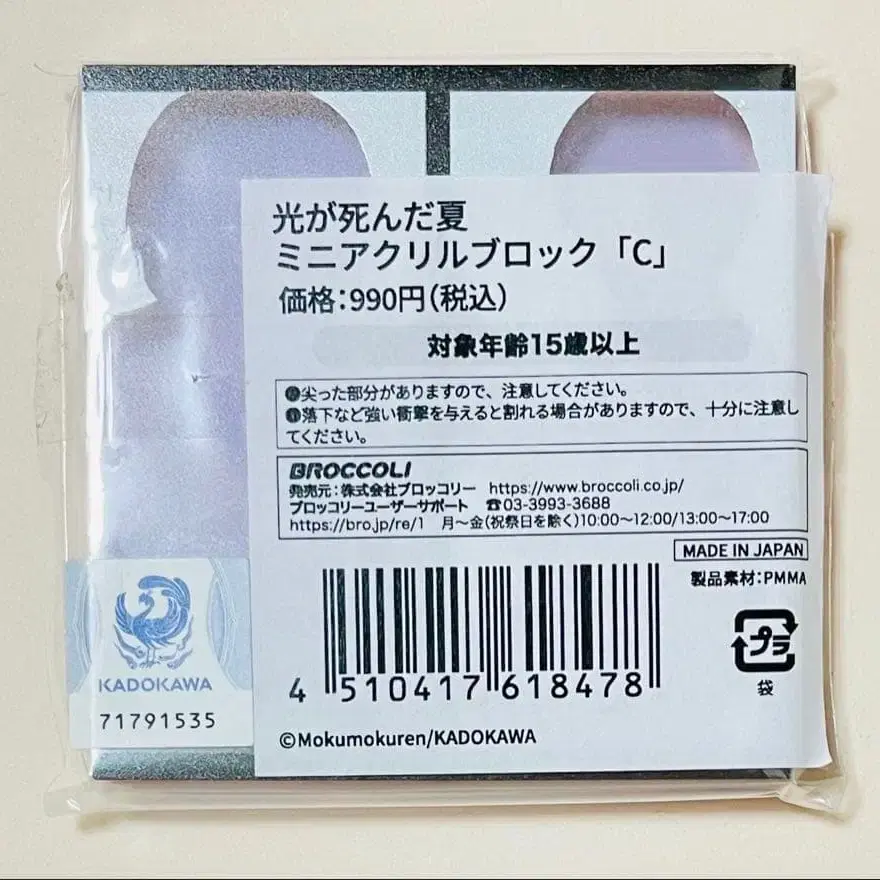 光が死んだ夏
ミニアクリルブロック「C」
価格:990円(税込)
対象年齢15歳以上
●尖った部分がありますので、注意してください。
●落下など強い衝撃を与えると割れる場合がありますので、十分に注意し
てください。
BROCCOLI
発売元:株式会社ブロッコリー https://www.broccoli.co.jp/
ブロッコリーユーザーサポート ☎03-3993-3688
https://bro.jp/re/1 月~金(祝祭日を除く)10:00~12:00/13:00~17:00
MADE IN JAPAN
製品素材:PMMA
プラ
袋
4 510417 618478
©Mokumokuren/KADOKAWA
KADOKAWA
71791535